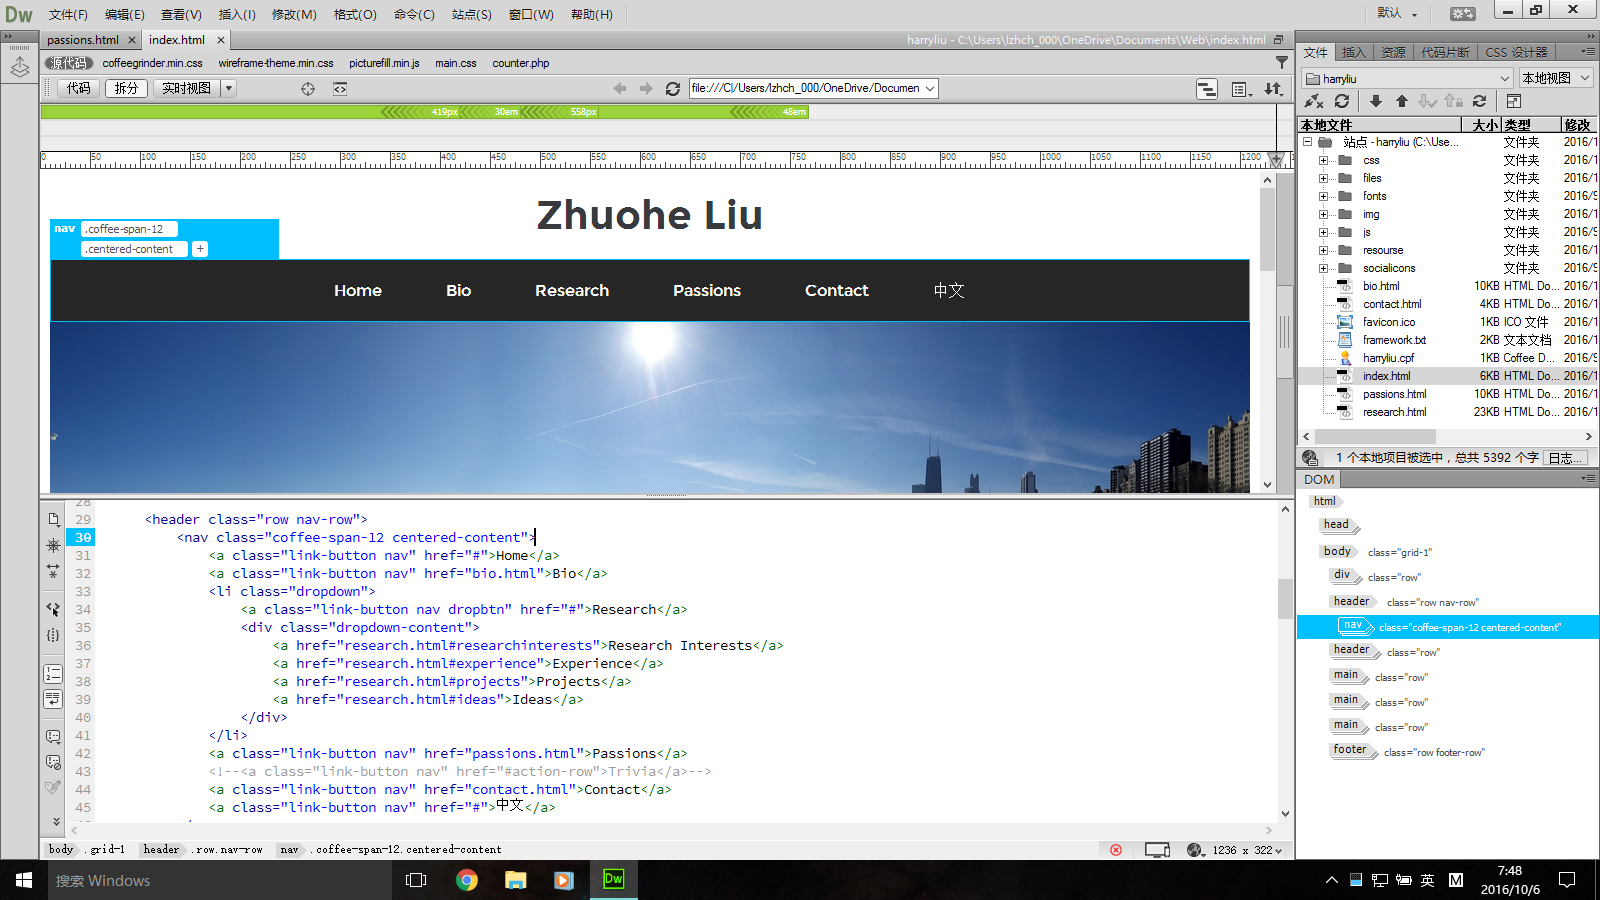 Dw 文件(F) 编辑(E) 查看(V) 插入(I) 修改(M) 格式(O) 命令(C) 站点(S) 窗口(W) 帮助(H) 默认
passions.html × index.html × harryliu - C:\Users\lzhch_000\OneDrive\Documents\Web\index.html
源代码 coffeegrinder.min.css wireframe-theme.min.css picturefill.min.js main.css counter.php
代码 拆分 实时视图 file:///C|/Users/lzhch_000/OneDrive/Documen
419px 30em 558px 48em
0 50 100 150 200 250 300 350 400 450 500 550 600 650 700 750 800 850 900 950 1000 1050 1100 1150 1200
Zhuohe Liu
nav .coffee-span-12
.centered-content +
Home Bio Research Passions Contact 中文
28
29 <header class="row nav-row">
30 <nav class="coffee-span-12 centered-content">
31 <a class="link-button nav" href="#">Home</a>
32 <a class="link-button nav" href="bio.html">Bio</a>
33 <li class="dropdown">
34 <a class="link-button nav dropbtn" href="#">Research</a>
35 <div class="dropdown-content">
36 <a href="research.html#researchinterests">Research Interests</a>
37 <a href="research.html#experience">Experience</a>
38 <a href="research.html#projects">Projects</a>
39 <a href="research.html#ideas">Ideas</a>
40 </div>
41 </li>
42 <a class="link-button nav" href="passions.html">Passions</a>
43 <!--<a class="link-button nav" href="#action-row">Trivia</a>-->
44 <a class="link-button nav" href="contact.html">Contact</a>
45 <a class="link-button nav" href="#">中文</a>
body .grid-1 header .row.nav-row nav .coffee-span-12.centered-content 1236 x 322
文件 插入 资源 代码片断 CSS 设计器
harryliu 本地视图
本地文件 大小 类型 修改
站点 - harryliu (C:\Use... 文件夹 2016/1
css 文件夹 2016/1
files 文件夹 2016/1
fonts 文件夹 2016/9
img 文件夹 2016/1
js 文件夹 2016/9
resourse 文件夹 2016/1
socialicons 文件夹 2016/9
bio.html 10KB HTML Do... 2016/1
contact.html 4KB HTML Do... 2016/1
favicon.ico 1KB ICO 文件 2016/1
framework.txt 2KB 文本文档 2016/1
harryliu.cpf 1KB Coffee D... 2016/9
index.html 6KB HTML Do... 2016/1
passions.html 10KB HTML Do... 2016/1
research.html 23KB HTML Do... 2016/1
1 个本地项目被选中，总共 5392 个字 日志...
DOM
html
head
body class="grid-1"
div class="row"
header class="row nav-row"
nav class="coffee-span-12 centered-content"
header class="row"
main class="row"
main class="row"
main class="row"
footer class="row footer-row"
搜索 Windows Dw 英 M 7:48
2016/10/6